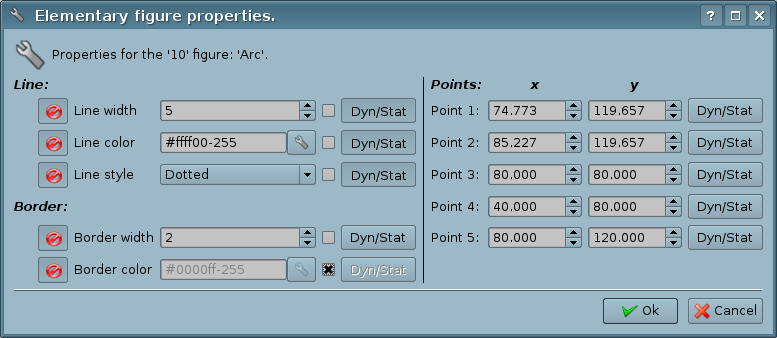 Elementary figure properties.
Properties for the '10' figure: 'Arc'.
Line:
Line width 5 Dyn/Stat
Line color #ffff00-255 Dyn/Stat
Line style Dotted Dyn/Stat
Border:
Border width 2 Dyn/Stat
Border color #0000ff-255 Dyn/Stat
Points: x y
Point 1: 74.773 119.657 Dyn/Stat
Point 2: 85.227 119.657 Dyn/Stat
Point 3: 80.000 80.000 Dyn/Stat
Point 4: 40.000 80.000 Dyn/Stat
Point 5: 80.000 120.000 Dyn/Stat
Ok Cancel